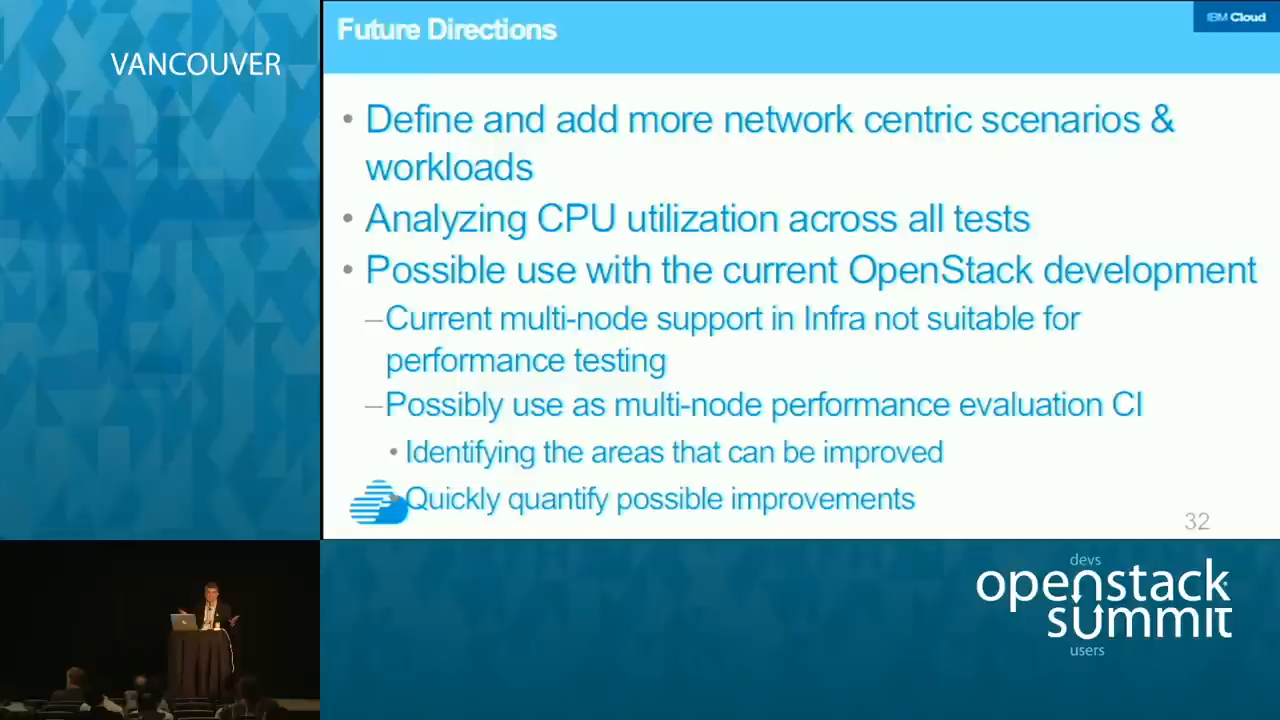 VANCOUVER
Future Directions
IBM Cloud
• Define and add more network centric scenarios &
workloads
• Analyzing CPU utilization across all tests
• Possible use with the current OpenStack development
–Current multi-node support in Infra not suitable for
performance testing
–Possibly use as multi-node performance evaluation CI
• Identifying the areas that can be improved
• Quickly quantify possible improvements
32
devs
openstack
summit
users